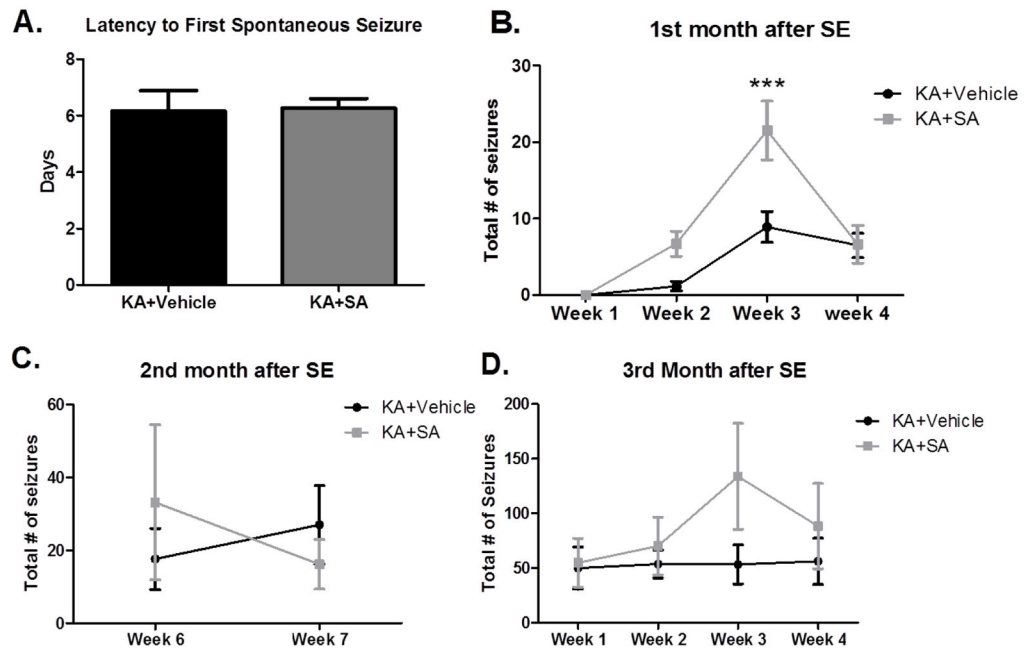 A.
Latency to First Spontaneous Seizure
8
6
4
2
0
Days
KA+Vehicle
KA+SA
B.
1st month after SE
30
20
10
0
Total # of seizures
***
KA+Vehicle
KA+SA
Week 1
Week 2
Week 3
week 4
C.
2nd month after SE
60
40
20
0
Total # of seizures
KA+Vehicle
KA+SA
Week 6
Week 7
D.
3rd Month after SE
200
150
100
50
0
Total # of Seizures
KA+Vehicle
KA+SA
Week 1
Week 2
Week 3
Week 4